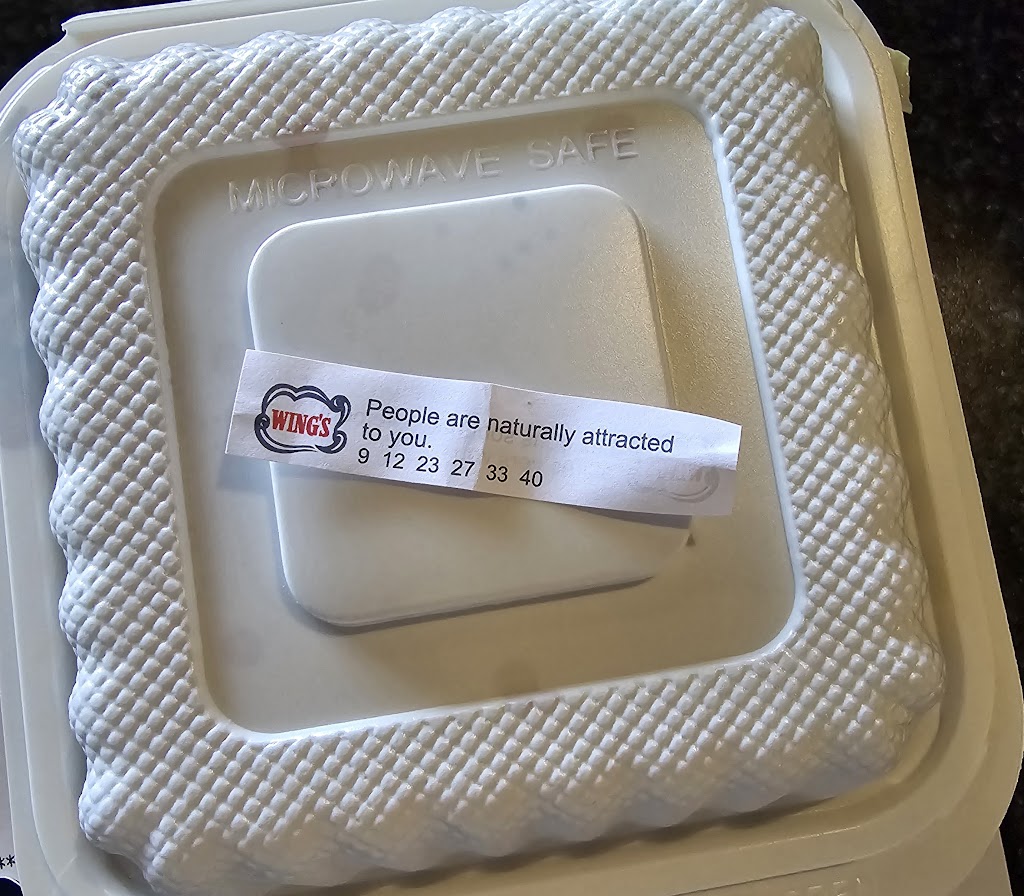 MICROWAVE SAFE
WING'S
People are naturally attracted
to you.
9 12 23 27 33 40
**